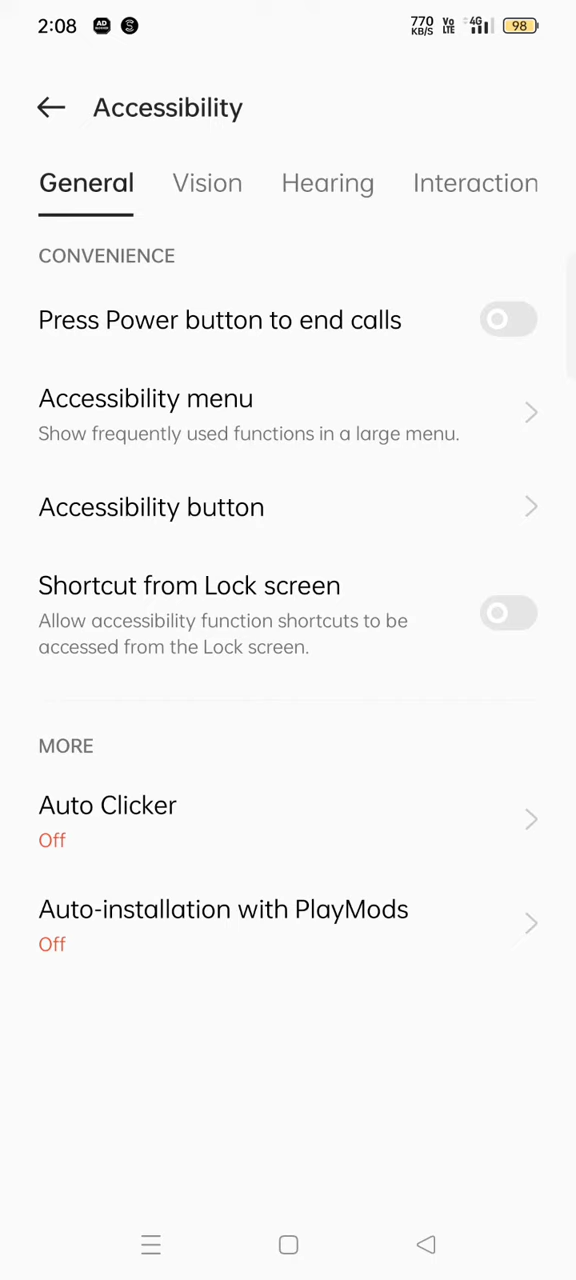 2:08 AD 770 KB/S Vo LTE 4G 98
Accessibility
General Vision Hearing Interaction
CONVENIENCE
Press Power button to end calls
Accessibility menu
Show frequently used functions in a large menu.
Accessibility button
Shortcut from Lock screen
Allow accessibility function shortcuts to be
accessed from the Lock screen.
MORE
Auto Clicker
Off
Auto-installation with PlayMods
Off